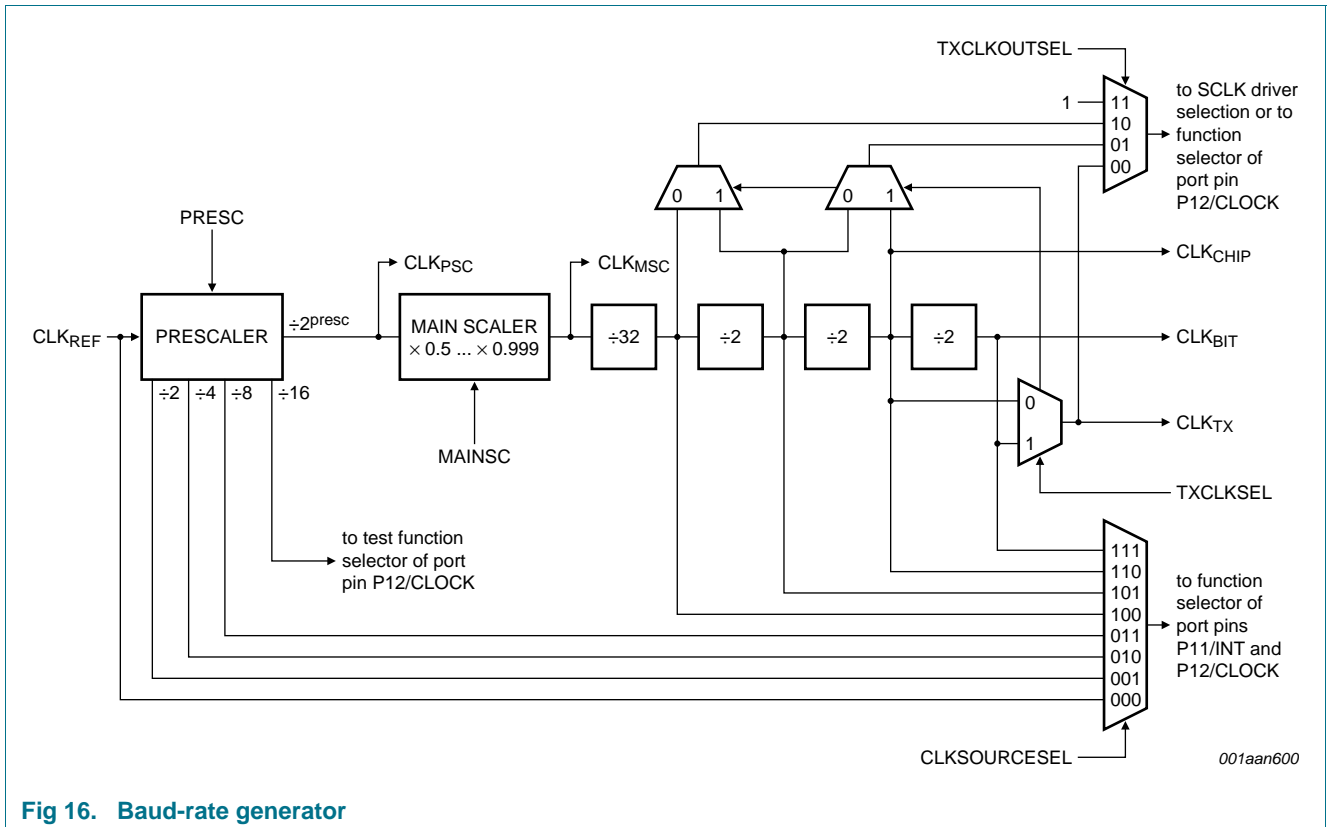 TXCLKOUTSEL
1
11
10
01
00
to SCLK driver
selection or to
function
selector of
port pin
P12/CLOCK
0 1
0 1
PRESC
CLKPSC
CLKMSC
CLKCHIP
CLKREF
PRESCALER
÷2presc
MAIN SCALER
× 0.5 ... × 0.999
÷32
÷2
÷2
÷2
CLKBIT
÷2 ÷4 ÷8 ÷16
MAINSC
0
1
CLKTX
TXCLKSEL
to test function
selector of port
pin P12/CLOCK
111
110
101
100
011
010
001
000
to function
selector of
port pins
P11/INT and
P12/CLOCK
CLKSOURCESEL
001aan600
Fig 16. Baud-rate generator